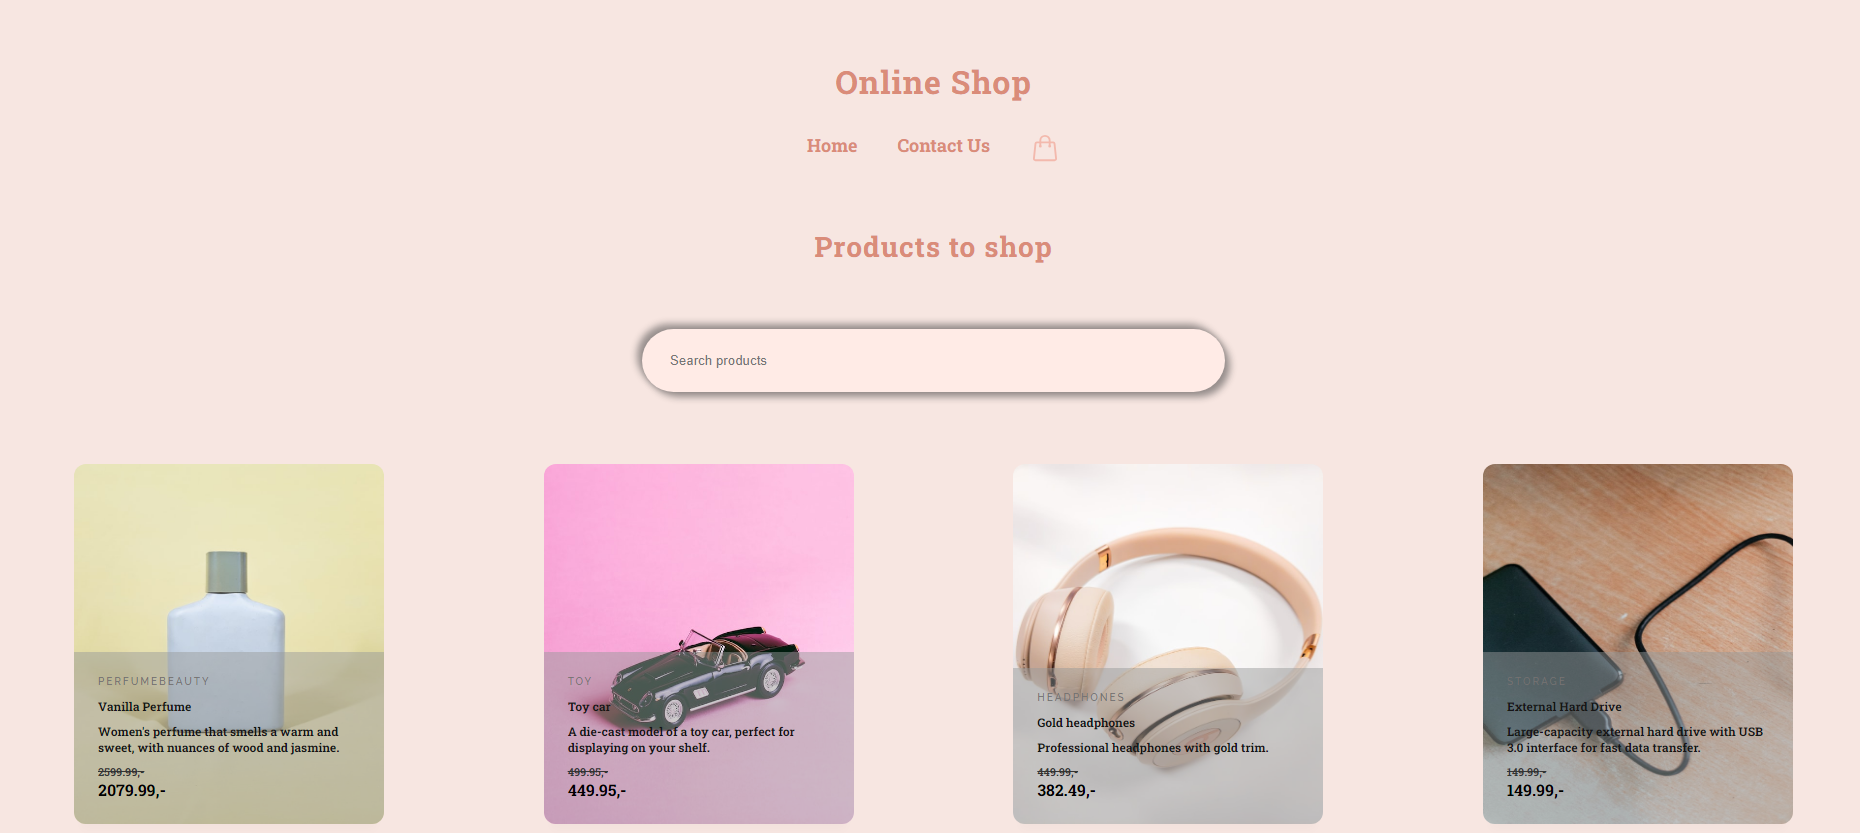 Online Shop
Home Contact Us
Products to shop
Search products
PERFUMEBEAUTY
Vanilla Perfume
Women's perfume that smells a warm and
sweet, with nuances of wood and jasmine.
2599.99,-
2079.99,-
TOY
Toy car
A die-cast model of a toy car, perfect for
displaying on your shelf.
499.95,-
449.95,-
HEADPHONES
Gold headphones
Professional headphones with gold trim.
449.99,-
382.49,-
STORAGE
External Hard Drive
Large-capacity external hard drive with USB
3.0 interface for fast data transfer.
149.99,-
149.99,-